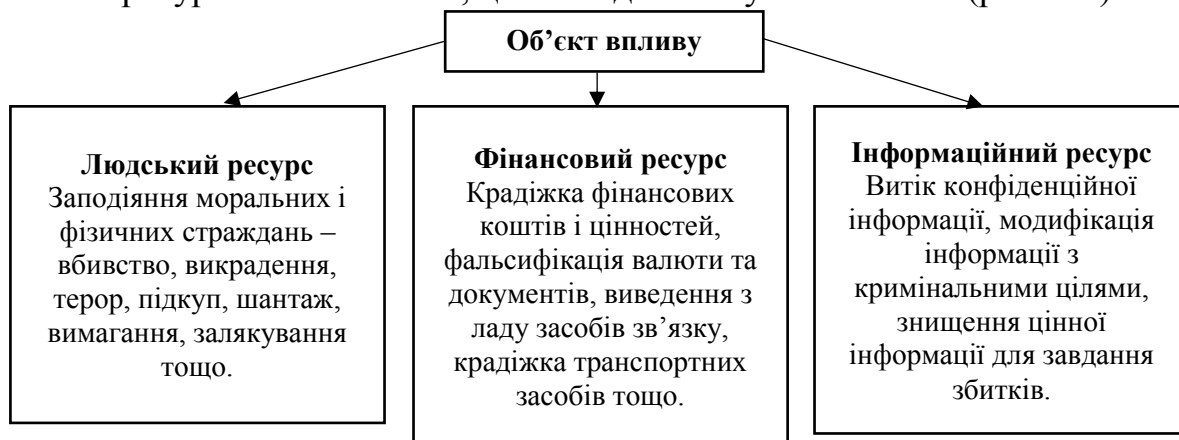 Об’єкт впливу
Людський ресурс
Заподіяння моральних і
фізичних страждань –
вбивство, викрадення,
терор, підкуп, шантаж,
вимагання, залякування
тощо.
Фінансовий ресурс
Крадіжка фінансових
коштів і цінностей,
фальсифікація валюти та
документів, виведення з
ладу засобів зв’язку,
крадіжка транспортних
засобів тощо.
Інформаційний ресурс
Витік конфіденційної
інформації, модифікація
інформації з
кримінальними цілями,
знищення цінної
інформації для завдання
збитків.